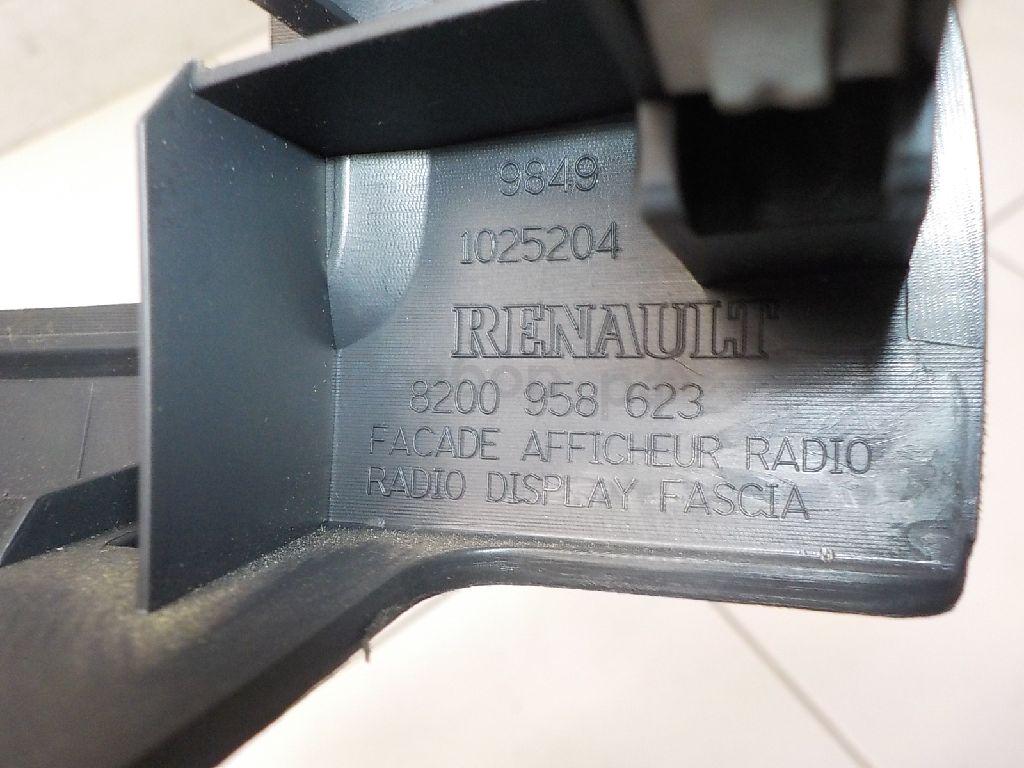 9849
1025204
RENAULT
8200 958 623
FACADE AFFICHEUR RADIO
RADIO DISPLAY FASCIA